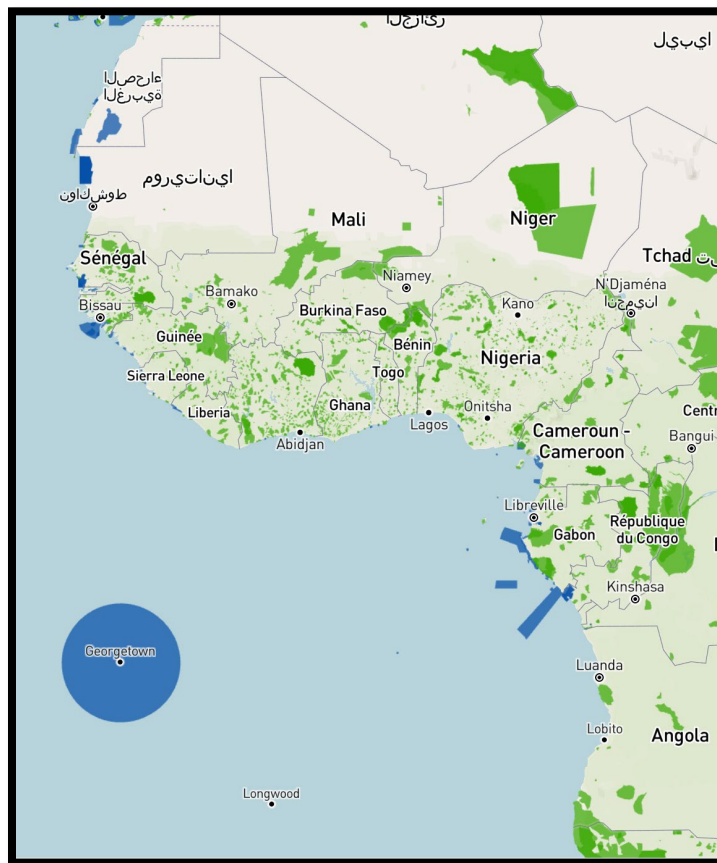 الجزائر
ليبيا
الصحراء
الغربية
موريتانيا
نواكشوط
Mali
Niger
Sénégal
Tchad
Niamey
N'Djaména
انجمينا
Bissau
Bamako
Burkina Faso
Kano
Guinée
Bénin
Nigeria
Sierra Leone
Togo
Liberia
Ghana
Onitsha
Centr
Lagos
Abidjan
Cameroun -
Cameroon
Bangui
Libreville
Gabon
République
du Congo
Kinshasa
Georgetown
Luanda
Lobito
Angola
Longwood